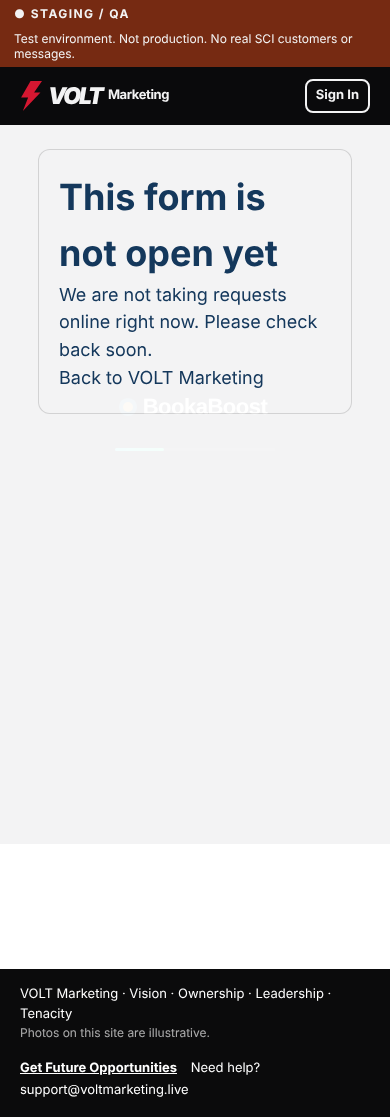 STAGING / QA
Test environment. Not production. No real SCI customers or
messages.
VOLT Marketing
Sign In
This form is
not open yet
We are not taking requests
online right now. Please check
back soon.
Back to VOLT Marketing
BookaBoost
VOLT Marketing · Vision · Ownership · Leadership ·
Tenacity
Photos on this site are illustrative.
Get Future Opportunities Need help?
support@voltmarketing.live